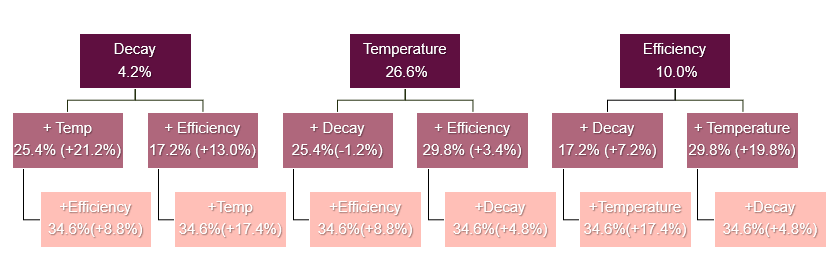 Decay
4.2%
Temperature
26.6%
Efficiency
10.0%
+ Temp
25.4% (+21.2%)
+ Efficiency
17.2% (+13.0%)
+ Decay
25.4%(-1.2%)
+ Efficiency
29.8% (+3.4%)
+ Decay
17.2% (+7.2%)
+ Temperature
29.8% (+19.8%)
+Efficiency
34.6%(+8.8%)
+Temp
34.6%(+17.4%)
+Efficiency
34.6%(+8.8%)
+Decay
34.6%(+4.8%)
+Temperature
34.6%(+17.4%)
+Decay
34.6%(+4.8%)